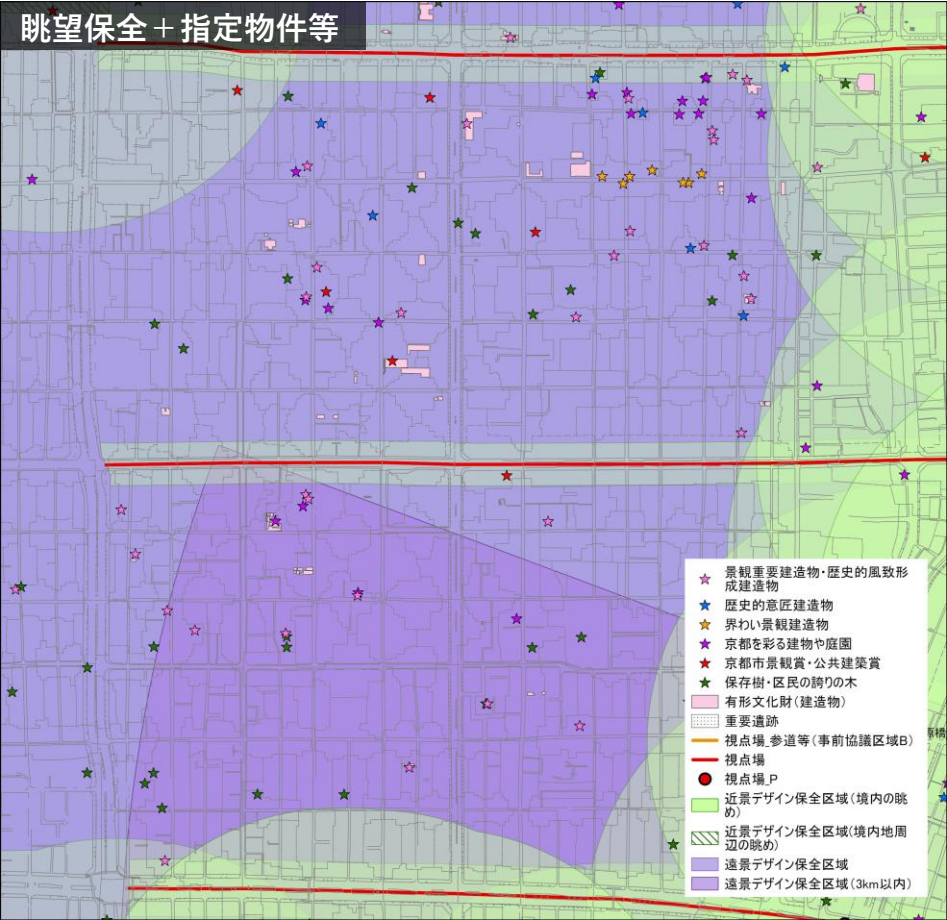 眺望保全＋指定物件等
景観重要建造物・歴史的風致形
成建造物
歴史的意匠建造物
界わい景観建造物
京都を彩る建物や庭園
京都市景観賞・公共建築賞
保存樹・区民の誇りの木
有形文化財(建造物)
重要遺跡
視点場_参道等(事前協議区域B)
視点場
視点場_P
近景デザイン保全区域(境内の眺
め)
近景デザイン保全区域(境内地周
辺の眺め)
遠景デザイン保全区域
遠景デザイン保全区域(3km以内)